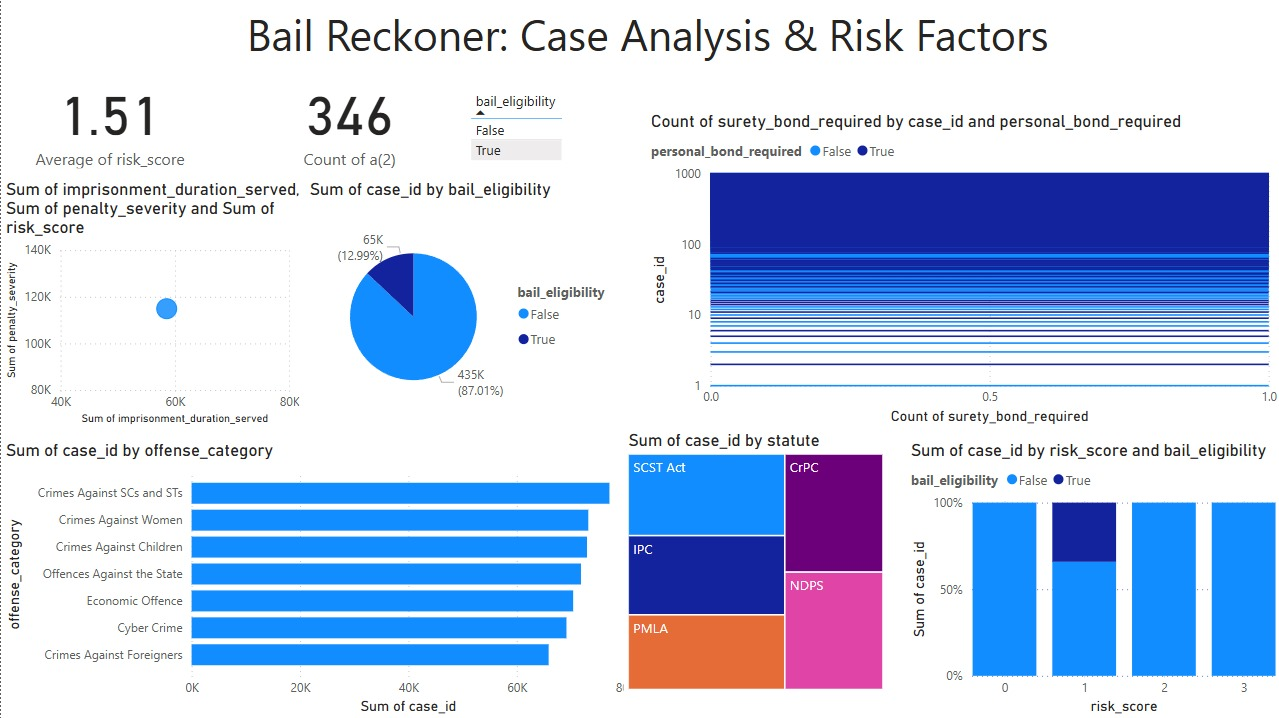 Bail Reckoner: Case Analysis & Risk Factors
1.51
Average of risk_score
346
Count of a(2)
bail_eligibility
False
True
Sum of imprisonment_duration_served,
Sum of penalty_severity and Sum of
risk_score
140K
120K
100K
80K
40K
60K
80K
Sum of penalty_severity
Sum of imprisonment_duration_served
Sum of case_id by bail_eligibility
65K
(12.99%)
435K
(87.01%)
bail_eligibility
False
True
Count of surety_bond_required by case_id and personal_bond_required
personal_bond_required False True
1000
100
10
1
case_id
0.0
0.5
1.0
Count of surety_bond_required
Sum of case_id by offense_category
offense_category
Crimes Against SCs and STs
Crimes Against Women
Crimes Against Children
Offences Against the State
Economic Offence
Cyber Crime
Crimes Against Foreigners
0K
20K
40K
60K
Sum of case_id
Sum of case_id by statute
SCST Act
IPC
PMLA
CrPC
NDPS
Sum of case_id by risk_score and bail_eligibility
bail_eligibility False True
100%
50%
0%
Sum of case_id
0
1
2
3
risk_score